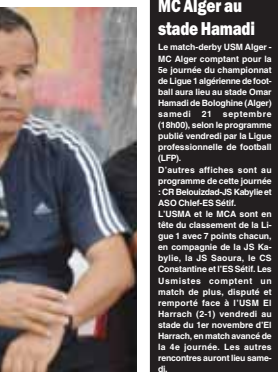 MC Alger au
stade Hamadi
Le match-derby USM Alger -
MC Alger comptant pour la
5e journée du championnat
de Ligue 1 algérienne de foot-
ball aura lieu au stade Omar
Hamadi de Bologhine (Alger)
samedi 21 septembre
(18h00), selon le programme
publié vendredi par la Ligue
professionnelle de football
(LFP).
D'autres affiches sont au
programme de cette journée
: CR Belouizdad-JS Kabylie et
ASO Chlef-ES Sétif.
L'USMA et le MCA sont en
tête du classement de la Li-
gue 1 avec 7 points chacun,
en compagnie de la JS Ka-
bylie, la JS Saoura, le CS
Constantine et l'ES Sétif. Les
Usmistes comptent un
match de plus, disputé et
remporté face à l'USM El
Harrach (2-1) vendredi au
stade du 1er novembre d'El
Harrach, en match avancé de
la 4e journée. Les autres
rencontres auront lieu same-
di.